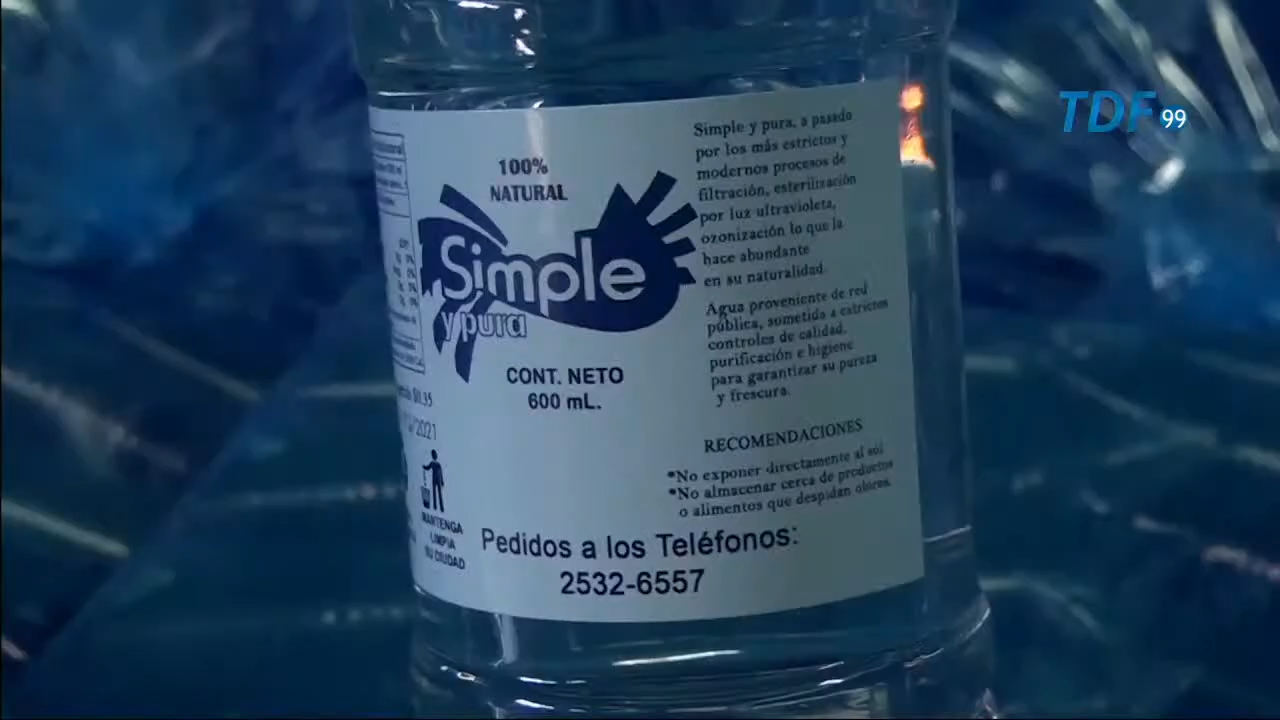 TDF 99
100%
NATURAL
Simple
y pura
CONT. NETO
600 mL.
Simple y pura, a pasado
por los más estrictos y
modernos procesos de
filtración, esterilización
por luz ultravioleta,
ozonización lo que la
hace abundante
en su naturalidad.
Agua proveniente de red
pública, sometida a estrictos
controles de calidad.
purificación e higiene
para garantizar su pureza
y frescura.
RECOMENDACIONES
*No exponer directamente al sol
*No almacenar cerca de productos
o alimentos que despidan olores.
/2021
MANTENGA
LIMPIA
SU CIUDAD
Pedidos a los Teléfonos:
2532-6557